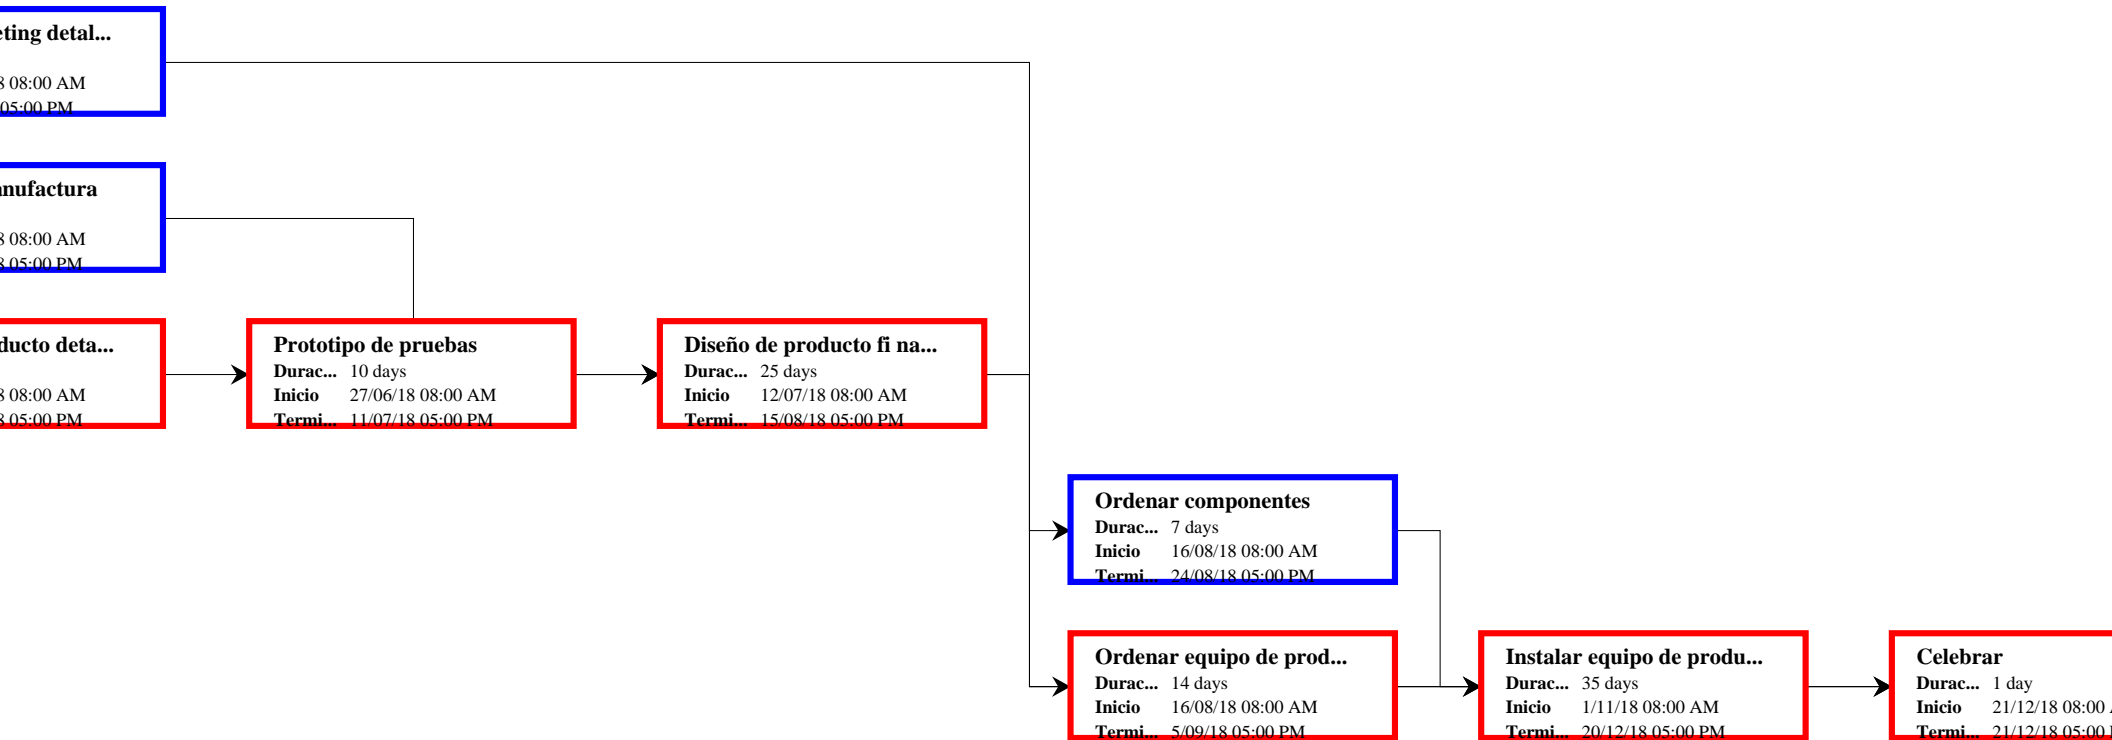 eting detal...
8 08:00 AM
05:00 PM
anufactura
8 08:00 AM
8 05:00 PM
ducto deta...
8 08:00 AM
8 05:00 PM
Prototipo de pruebas
Durac... 10 days
Inicio 27/06/18 08:00 AM
Termi... 11/07/18 05:00 PM
Diseño de producto fi na...
Durac... 25 days
Inicio 12/07/18 08:00 AM
Termi... 15/08/18 05:00 PM
Ordenar componentes
Durac... 7 days
Inicio 16/08/18 08:00 AM
Termi... 24/08/18 05:00 PM
Ordenar equipo de prod...
Durac... 14 days
Inicio 16/08/18 08:00 AM
Termi... 5/09/18 05:00 PM
Instalar equipo de produ...
Durac... 35 days
Inicio 1/11/18 08:00 AM
Termi... 20/12/18 05:00 PM
Celebrar
Durac... 1 day
Inicio 21/12/18 08:00
Termi... 21/12/18 05:00